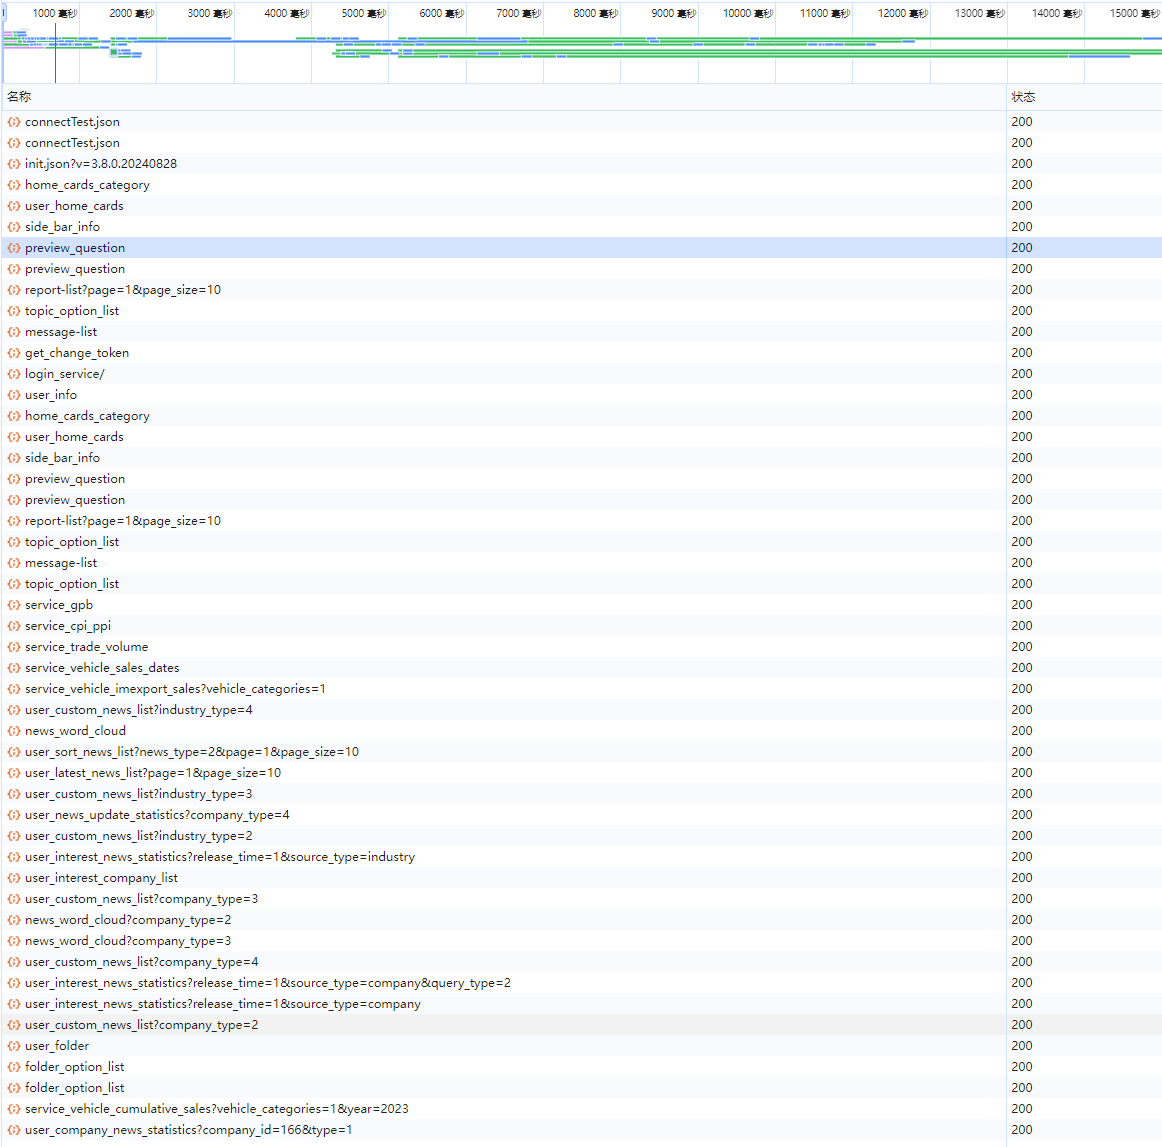 1000 毫秒 2000 毫秒 3000 毫秒 4000 毫秒 5000 毫秒 6000 毫秒 7000 毫秒 8000 毫秒 9000 毫秒 10000 毫秒 11000 毫秒 12000 毫秒 13000 毫秒 14000 毫秒 15000 毫秒
名称 状态
connectTest.json 200
connectTest.json 200
init.json?v=3.8.0.20240828 200
home_cards_category 200
user_home_cards 200
side_bar_info 200
preview_question 200
preview_question 200
report-list?page=1&page_size=10 200
topic_option_list 200
message-list 200
get_change_token 200
login_service/ 200
user_info 200
home_cards_category 200
user_home_cards 200
side_bar_info 200
preview_question 200
preview_question 200
report-list?page=1&page_size=10 200
topic_option_list 200
message-list 200
topic_option_list 200
service_gpb 200
service_cpi_ppi 200
service_trade_volume 200
service_vehicle_sales_dates 200
service_vehicle_imexport_sales?vehicle_categories=1 200
user_custom_news_list?industry_type=4 200
news_word_cloud 200
user_sort_news_list?news_type=2&page=1&page_size=10 200
user_latest_news_list?page=1&page_size=10 200
user_custom_news_list?industry_type=3 200
user_news_update_statistics?company_type=4 200
user_custom_news_list?industry_type=2 200
user_interest_news_statistics?release_time=1&source_type=industry 200
user_interest_company_list 200
user_custom_news_list?company_type=3 200
news_word_cloud?company_type=2 200
news_word_cloud?company_type=3 200
user_custom_news_list?company_type=4 200
user_interest_news_statistics?release_time=1&source_type=company&query_type=2 200
user_interest_news_statistics?release_time=1&source_type=company 200
user_custom_news_list?company_type=2 200
user_folder 200
folder_option_list 200
folder_option_list 200
service_vehicle_cumulative_sales?vehicle_categories=1&year=2023 200
user_company_news_statistics?company_id=166&type=1 200